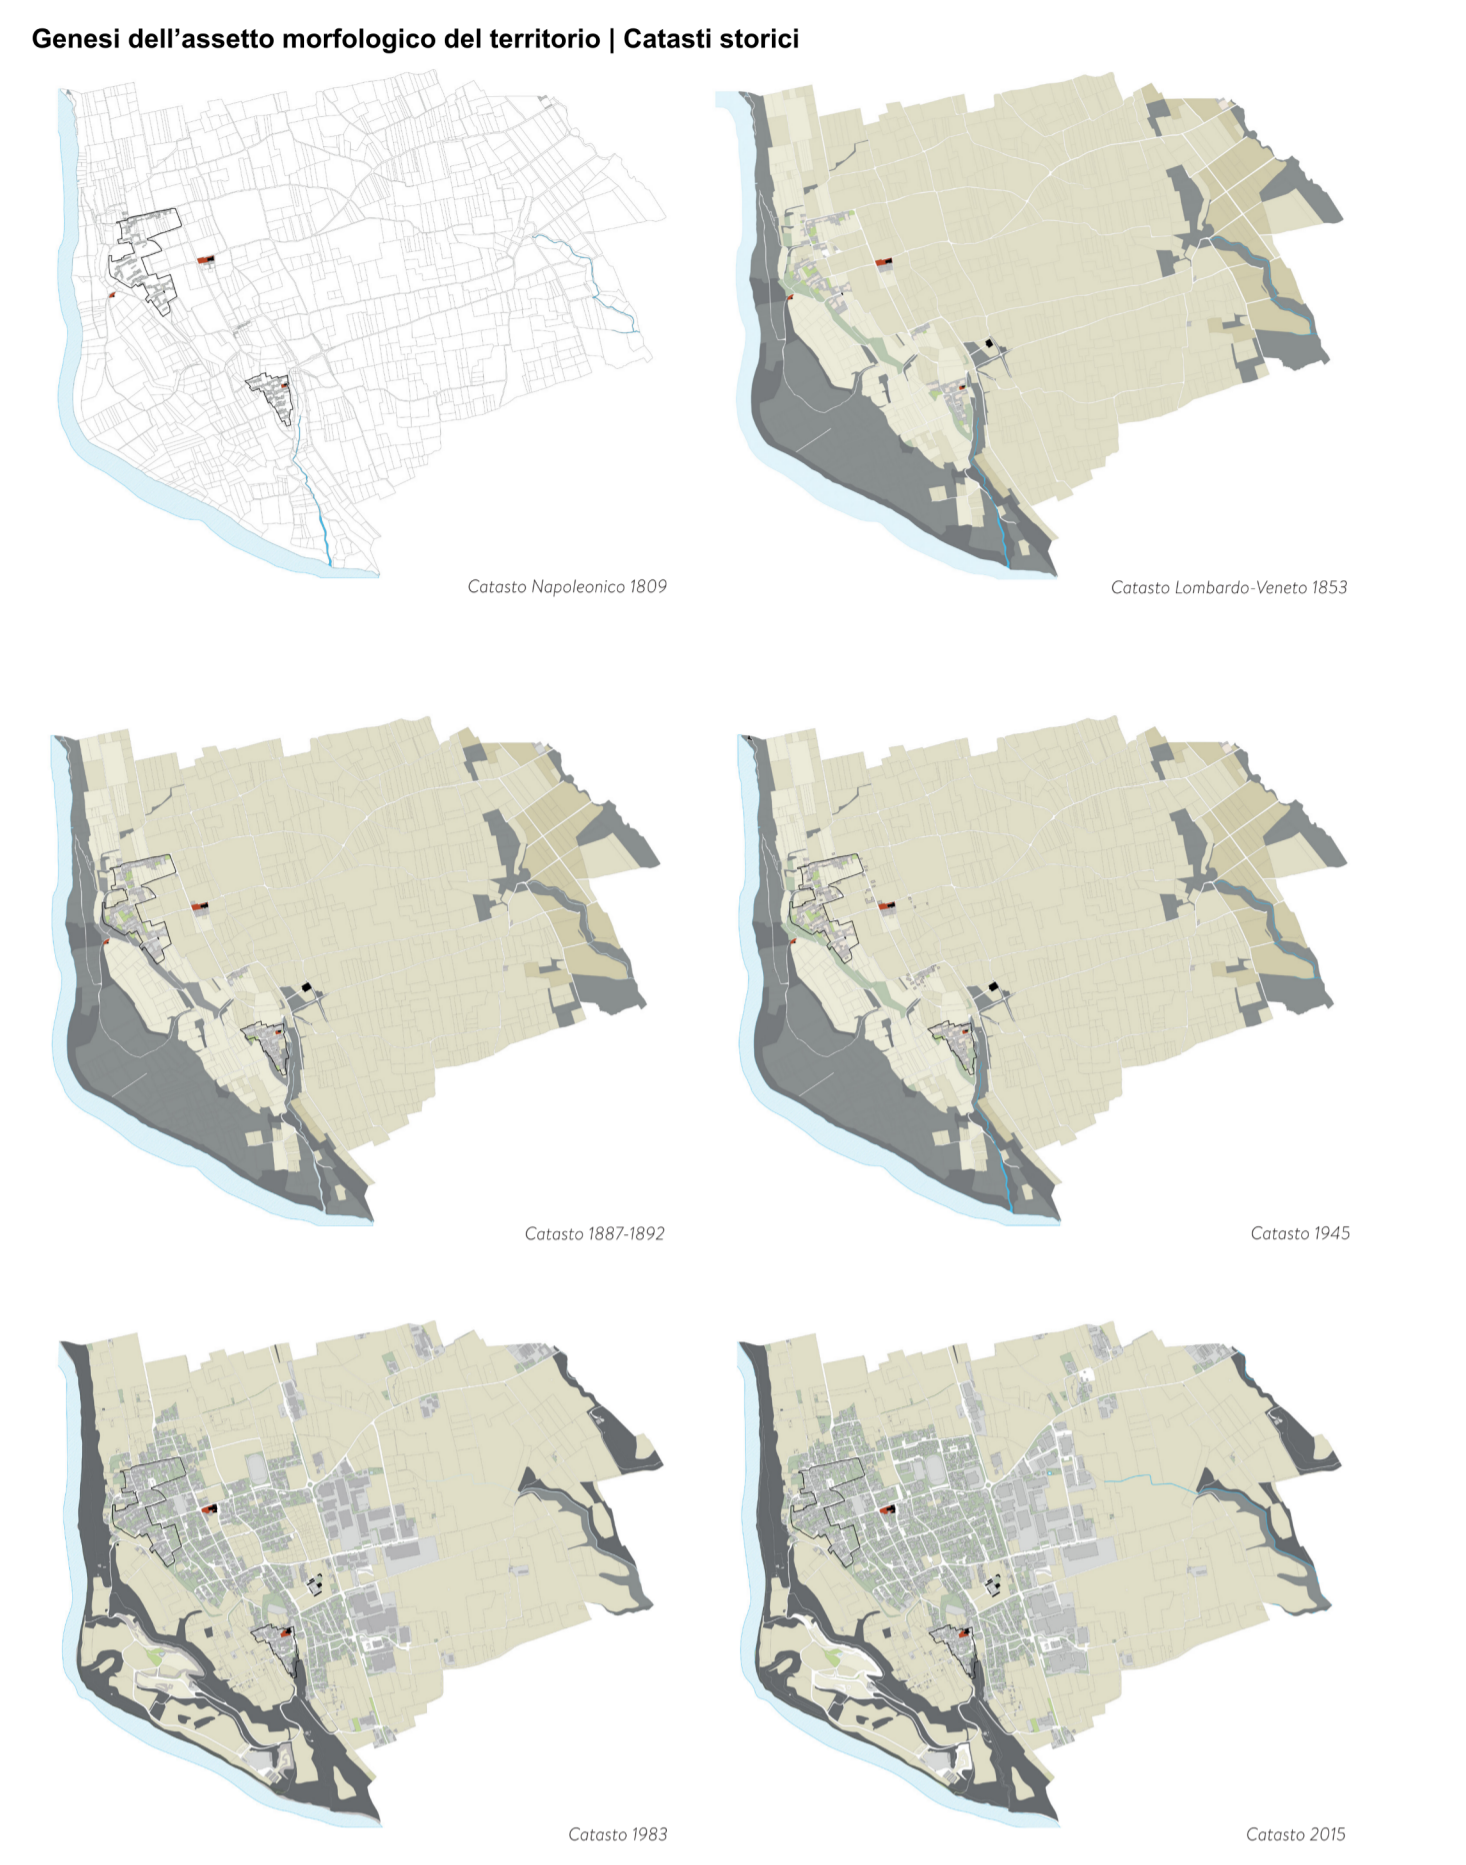 Genesi dell’assetto morfologico del territorio | Catasti storici
Catasto Napoleonico 1809
Catasto Lombardo-Veneto 1853
Catasto 1887-1892
Catasto 1945
Catasto 1983
Catasto 2015